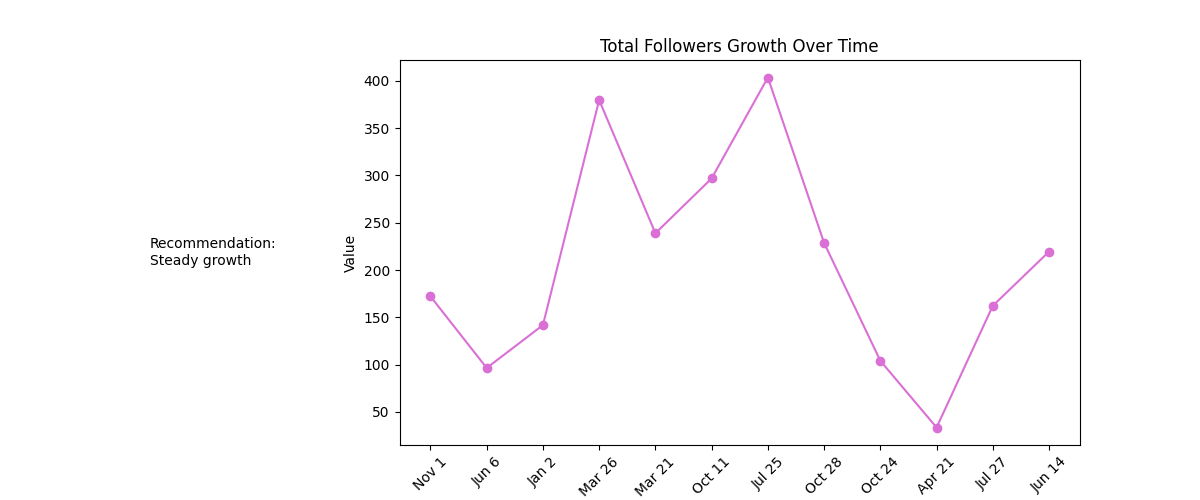 Total Followers Growth Over Time
Recommendation:
Steady growth
Value
400
350
300
250
200
150
100
50
Nov 1
Jun 6
Jan 2
Mar 26
Mar 21
Oct 11
Jul 25
Oct 28
Oct 24
Apr 21
Jul 27
Jun 14